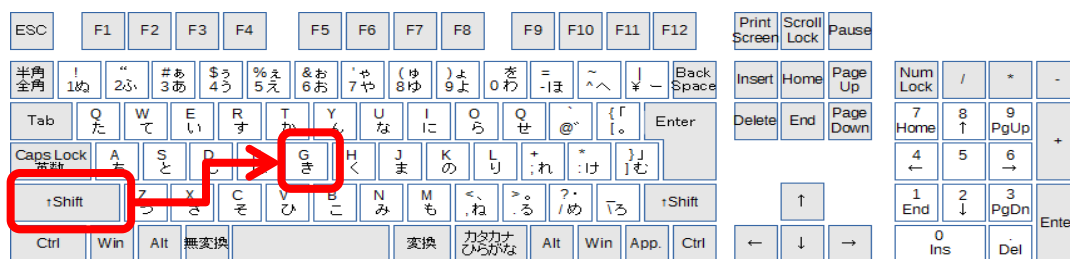 ESC F1 F2 F3 F4 F5 F6 F7 F8 F9 F10 F11 F12 Print Screen Scroll Lock Pause
半角 全角 ! 1ぬ “ 2ふ #ぁ 3あ $ぅ 4う %ぇ 5え &ぉ 6お 'ゃ 7や (ゅ 8ゆ )ょ 9よ を 0わ = -ほ ~ ^へ | ¥ー Back Space Insert Home Page Up Num Lock / * -
Tab Q た W て E い R す T か Y ん U な I に O ら P せ ` @゛ {「 [。 Enter Delete End Page Down 7 Home 8 ↑ 9 PgUp +
Caps Lock 英数 A ち S と D し G き H く J ま K の L り + ;れ * :け }」 ]む 4 ← 5 6 →
↑Shift Z つ X さ C そ V ひ B こ N み M も <、 ,ね >。 .る ?・ /め \ろ ↑Shift ↑ 1 End 2 ↓ 3 PgDn Enter
Ctrl Win Alt 無変換 変換 カタカナ ひらがな Alt Win App. Ctrl ← ↓ → 0 Ins . Del